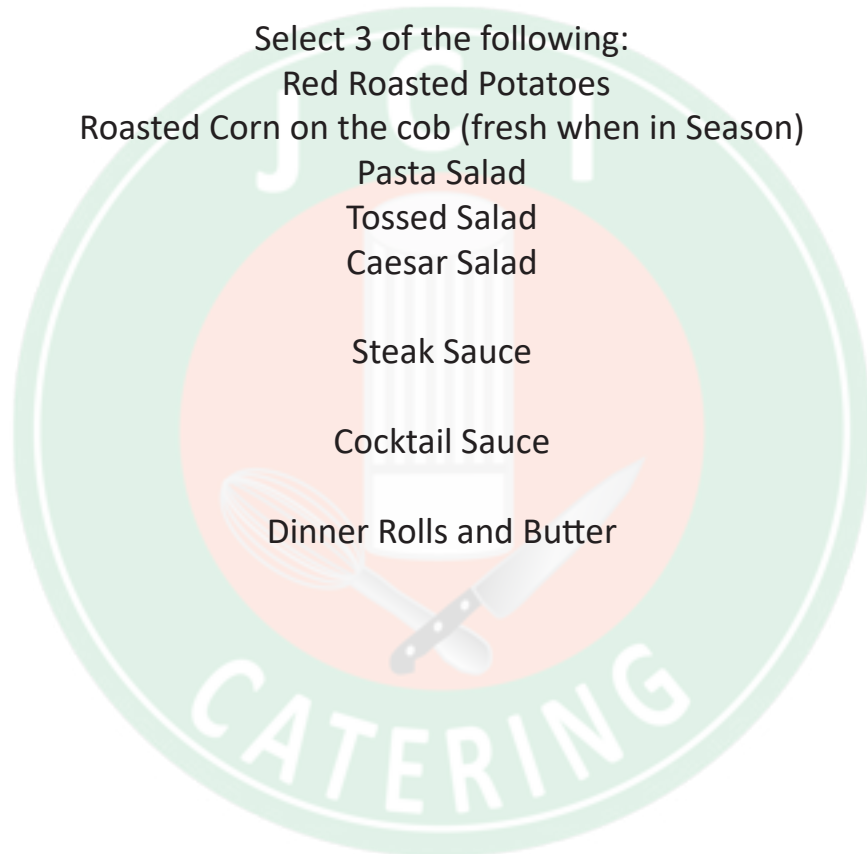 Select 3 of the following:
Red Roasted Potatoes
Roasted Corn on the cob (fresh when in Season)
Pasta Salad
Tossed Salad
Caesar Salad
Steak Sauce
Cocktail Sauce
Dinner Rolls and Butter
JCI
CATERING